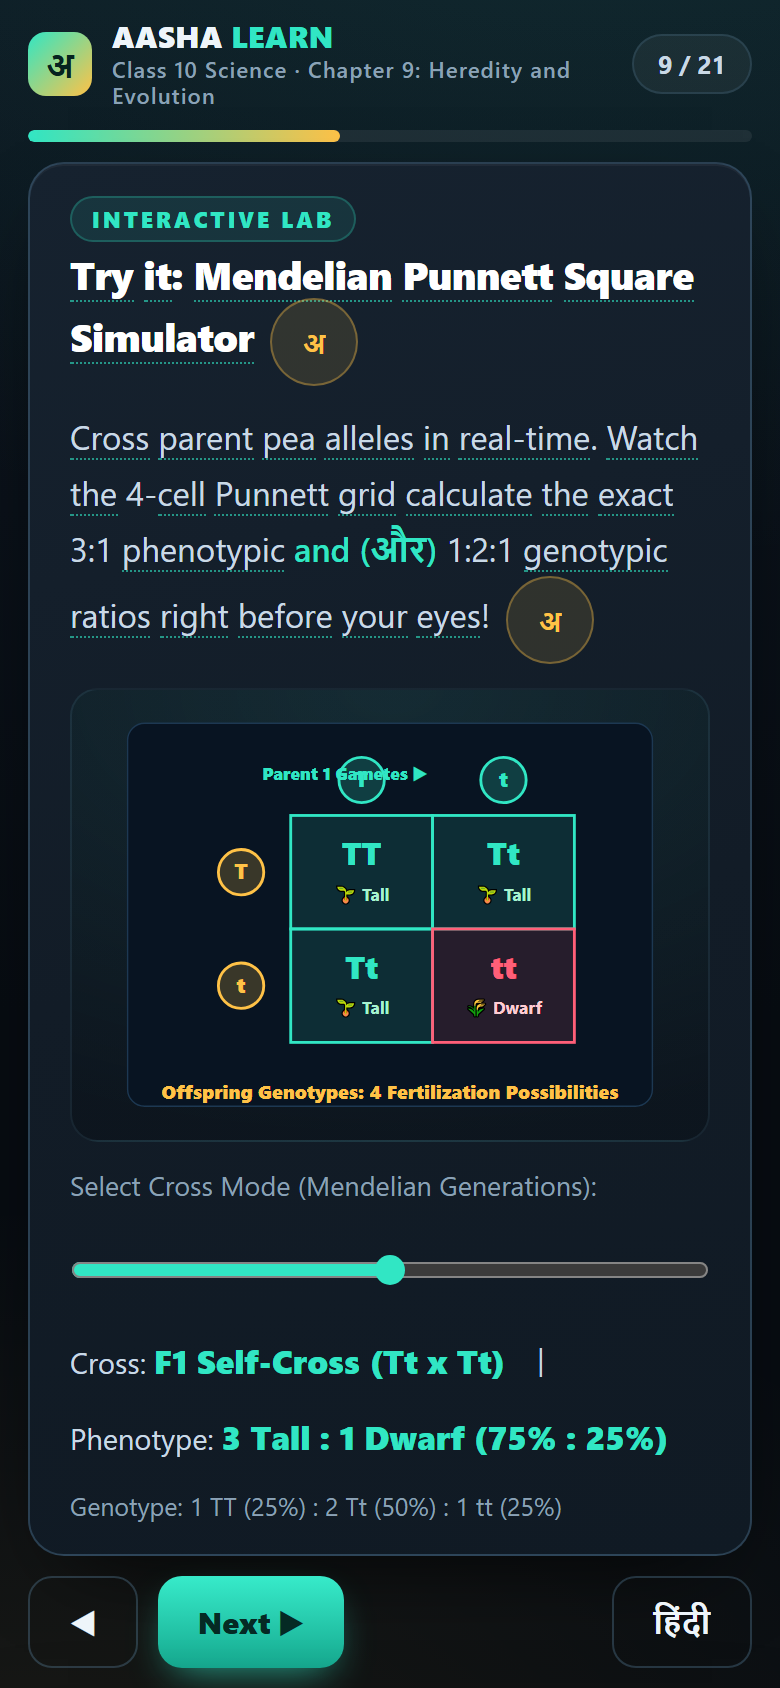 अ
AASHA LEARN
Class 10 Science · Chapter 9: Heredity and
Evolution
9 / 21
INTERACTIVE LAB
Try it: Mendelian Punnett Square
Simulator अ
Cross parent pea alleles in real-time. Watch
the 4-cell Punnett grid calculate the exact
3:1 phenotypic and (और) 1:2:1 genotypic
ratios right before your eyes! अ
Parent 1 Gametes ▶
T
t
T
TT
Tt
🌱 Tall
🌱 Tall
t
Tt
tt
🌱 Tall
🌾 Dwarf
Offspring Genotypes: 4 Fertilization Possibilities
Select Cross Mode (Mendelian Generations):
Cross: F1 Self-Cross (Tt x Tt) |
Phenotype: 3 Tall : 1 Dwarf (75% : 25%)
Genotype: 1 TT (25%) : 2 Tt (50%) : 1 tt (25%)
◀
Next ▶
हिंदी